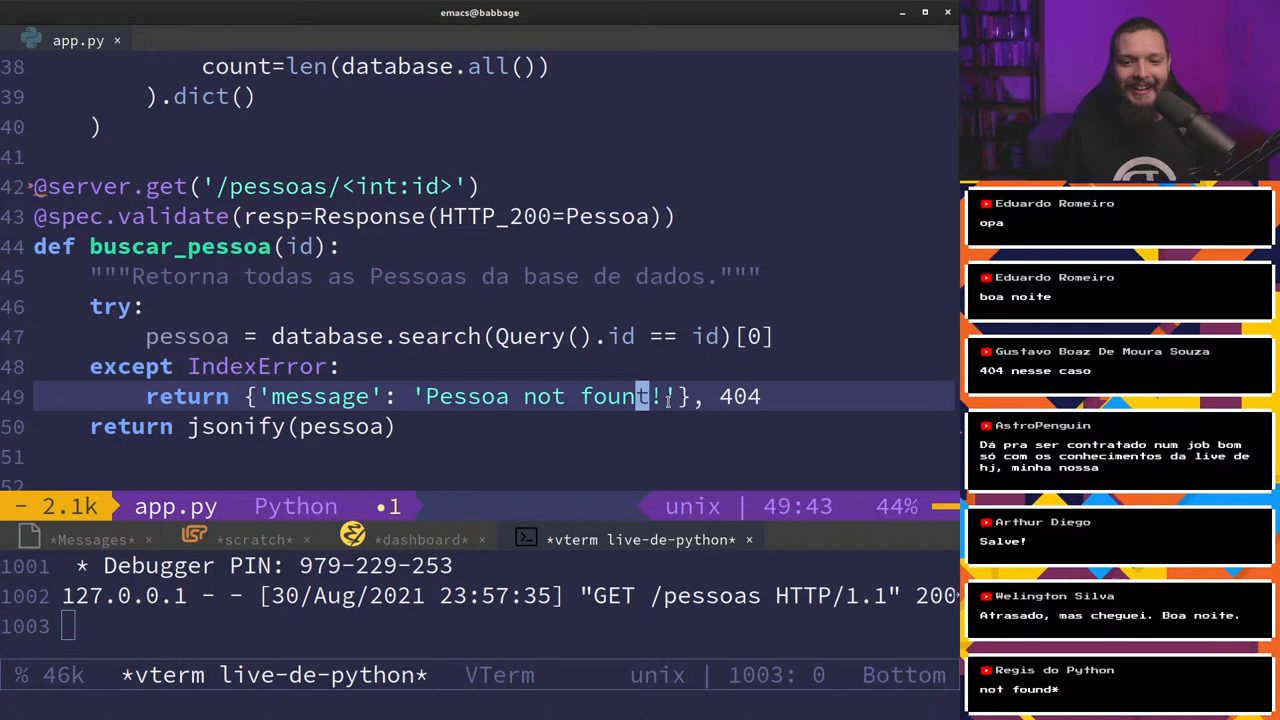 emacs@babbage
app.py ×
38 count=len(database.all())
39 ).dict()
40 )
41
42 @server.get('/pessoas/<int:id>')
43 @spec.validate(resp=Response(HTTP_200=Pessoa))
44 def buscar_pessoa(id):
45 """Retorna todas as Pessoas da base de dados."""
46 try:
47 pessoa = database.search(Query().id == id)[0]
48 except IndexError:
49 return {'message': 'Pessoa not fount!'}, 404
50 return jsonify(pessoa)
51
52
- 2.1k app.py Python •1 unix | 49:43 44%
*Messages* × *scratch* × *dashboard* × *vterm live-de-python* ×
1001 * Debugger PIN: 979-229-253
1002 127.0.0.1 - - [30/Aug/2021 23:57:35] "GET /pessoas HTTP/1.1" 200
1003
% 46k *vterm live-de-python* VTerm unix | 1003: 0 Bottom
Eduardo Romeiro
opa
Eduardo Romeiro
boa noite
Gustavo Boaz De Moura Souza
404 nesse caso
AstroPenguin
Dá pra ser contratado num job bom
só com os conhecimentos da live de
hj, minha nossa
Arthur Diego
Salve!
Welington Silva
Atrasado, mas cheguei. Boa noite.
Regis do Python
not found*